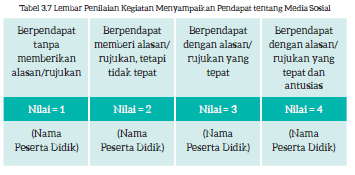 Tabel 3.7 Lembar Penilaian Kegiatan Menyampaikan Pendapat tentang Media Sosial
Berpendapat
tanpa
memberikan
alasan/rujukan
Berpendapat
memberi alasan/
rujukan, tetapi
tidak tepat
Berpendapat
dengan alasan/
rujukan yang
tepat
Berpendapat
dengan alasan/
rujukan yang
tepat dan
antusias
Nilai = 1
Nilai = 2
Nilai = 3
Nilai = 4
(Nama
Peserta Didik)
(Nama
Peserta Didik)
(Nama
Peserta Didik)
(Nama
Peserta Didik)